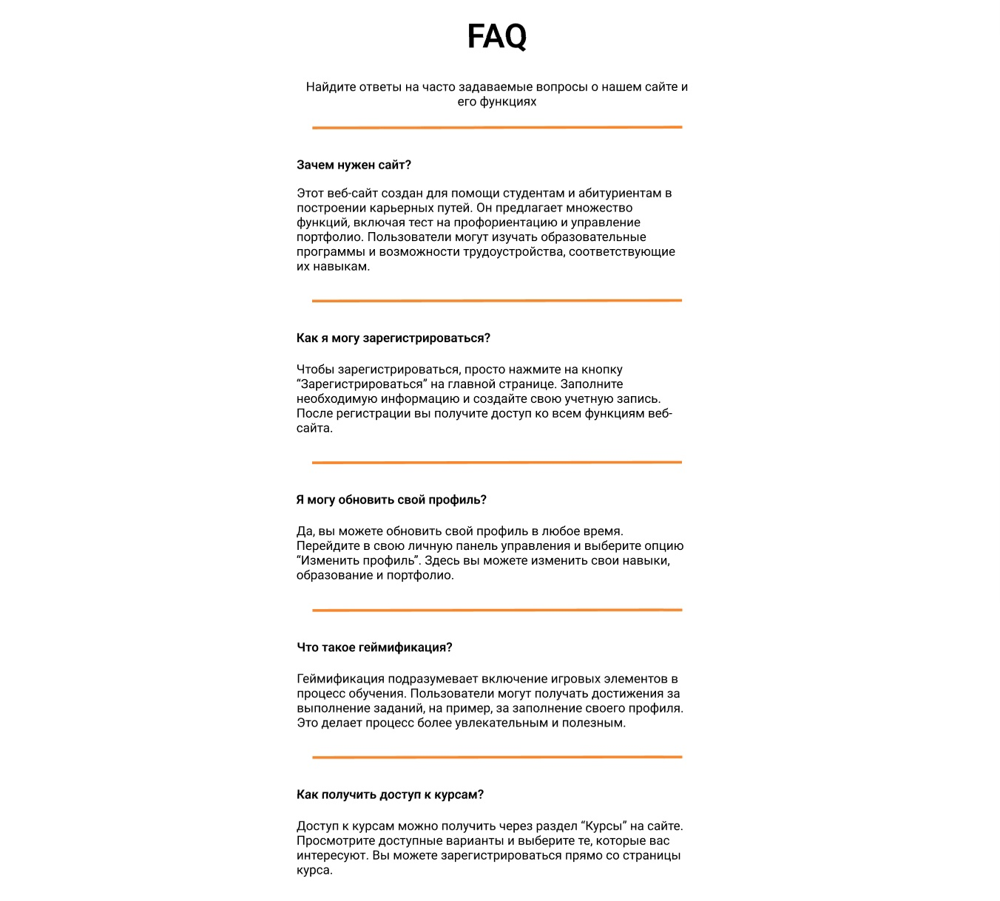 FAQ
Найдите ответы на часто задаваемые вопросы о нашем сайте и
его функциях
Зачем нужен сайт?
Этот веб-сайт создан для помощи студентам и абитуриентам в
построении карьерных путей. Он предлагает множество
функций, включая тест на профориентацию и управление
портфолио. Пользователи могут изучать образовательные
программы и возможности трудоустройства, соответствующие
их навыкам.
Как я могу зарегистрироваться?
Чтобы зарегистрироваться, просто нажмите на кнопку
“Зарегистрироваться” на главной странице. Заполните
необходимую информацию и создайте свою учетную запись.
После регистрации вы получите доступ ко всем функциям веб-
сайта.
Я могу обновить свой профиль?
Да, вы можете обновить свой профиль в любое время.
Перейдите в свою личную панель управления и выберите опцию
“Изменить профиль”. Здесь вы можете изменить свои навыки,
образование и портфолио.
Что такое геймификация?
Геймификация подразумевает включение игровых элементов в
процесс обучения. Пользователи могут получать достижения за
выполнение заданий, на пример, за заполнение своего профиля.
Это делает процесс более увлекательным и полезным.
Как получить доступ к курсам?
Доступ к курсам можно получить через раздел “Курсы” на сайте.
Просмотрите доступные варианты и выберите те, которые вас
интересуют. Вы можете зарегистрироваться прямо со страницы
курса.